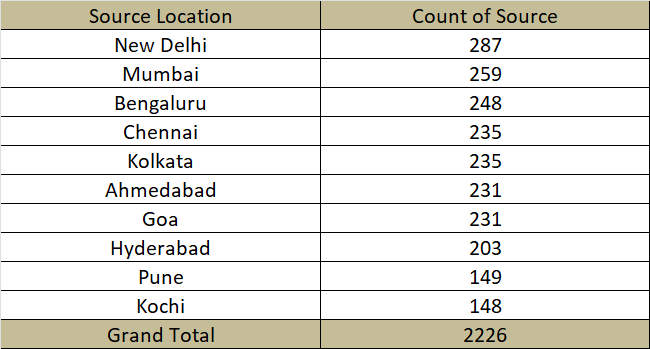 Source Location Count of Source
New Delhi 287
Mumbai 259
Bengaluru 248
Chennai 235
Kolkata 235
Ahmedabad 231
Goa 231
Hyderabad 203
Pune 149
Kochi 148
Grand Total 2226